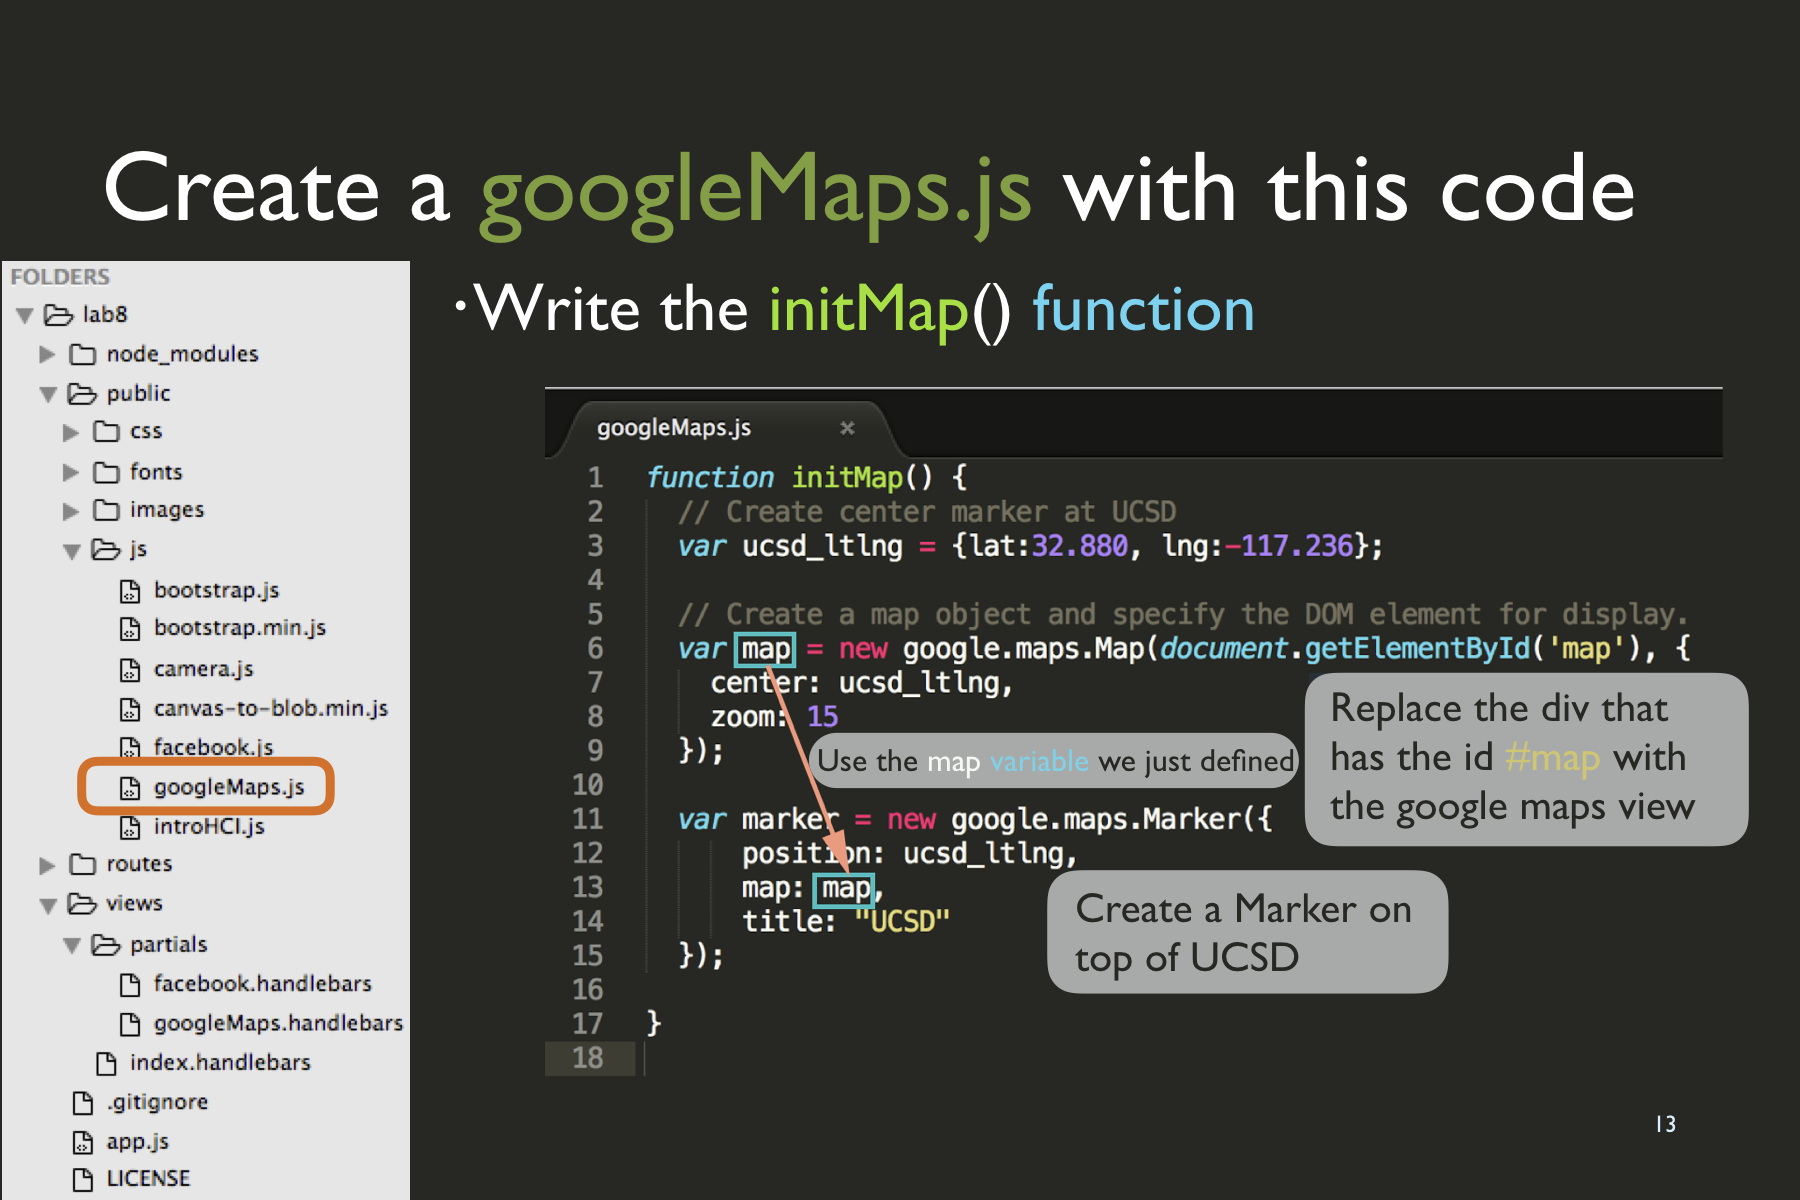 Create a googleMaps.js with this code
FOLDERS
lab8
node_modules
public
css
fonts
images
js
bootstrap.js
bootstrap.min.js
camera.js
canvas-to-blob.min.js
facebook.js
googleMaps.js
introHCI.js
routes
views
partials
facebook.handlebars
googleMaps.handlebars
index.handlebars
.gitignore
app.js
LICENSE
• Write the initMap() function
googleMaps.js ×
1 function initMap() {
2 // Create center marker at UCSD
3 var ucsd_ltlng = {lat:32.880, lng:-117.236};
4
5 // Create a map object and specify the DOM element for display.
6 var map = new google.maps.Map(document.getElementById('map'), {
7 center: ucsd_ltlng,
8 zoom: 15
9 });
10
11 var marker = new google.maps.Marker({
12 position: ucsd_ltlng,
13 map: map,
14 title: "UCSD"
15 });
16
17 }
18
Use the map variable we just defined
Replace the div that
has the id #map with
the google maps view
Create a Marker on
top of UCSD
13